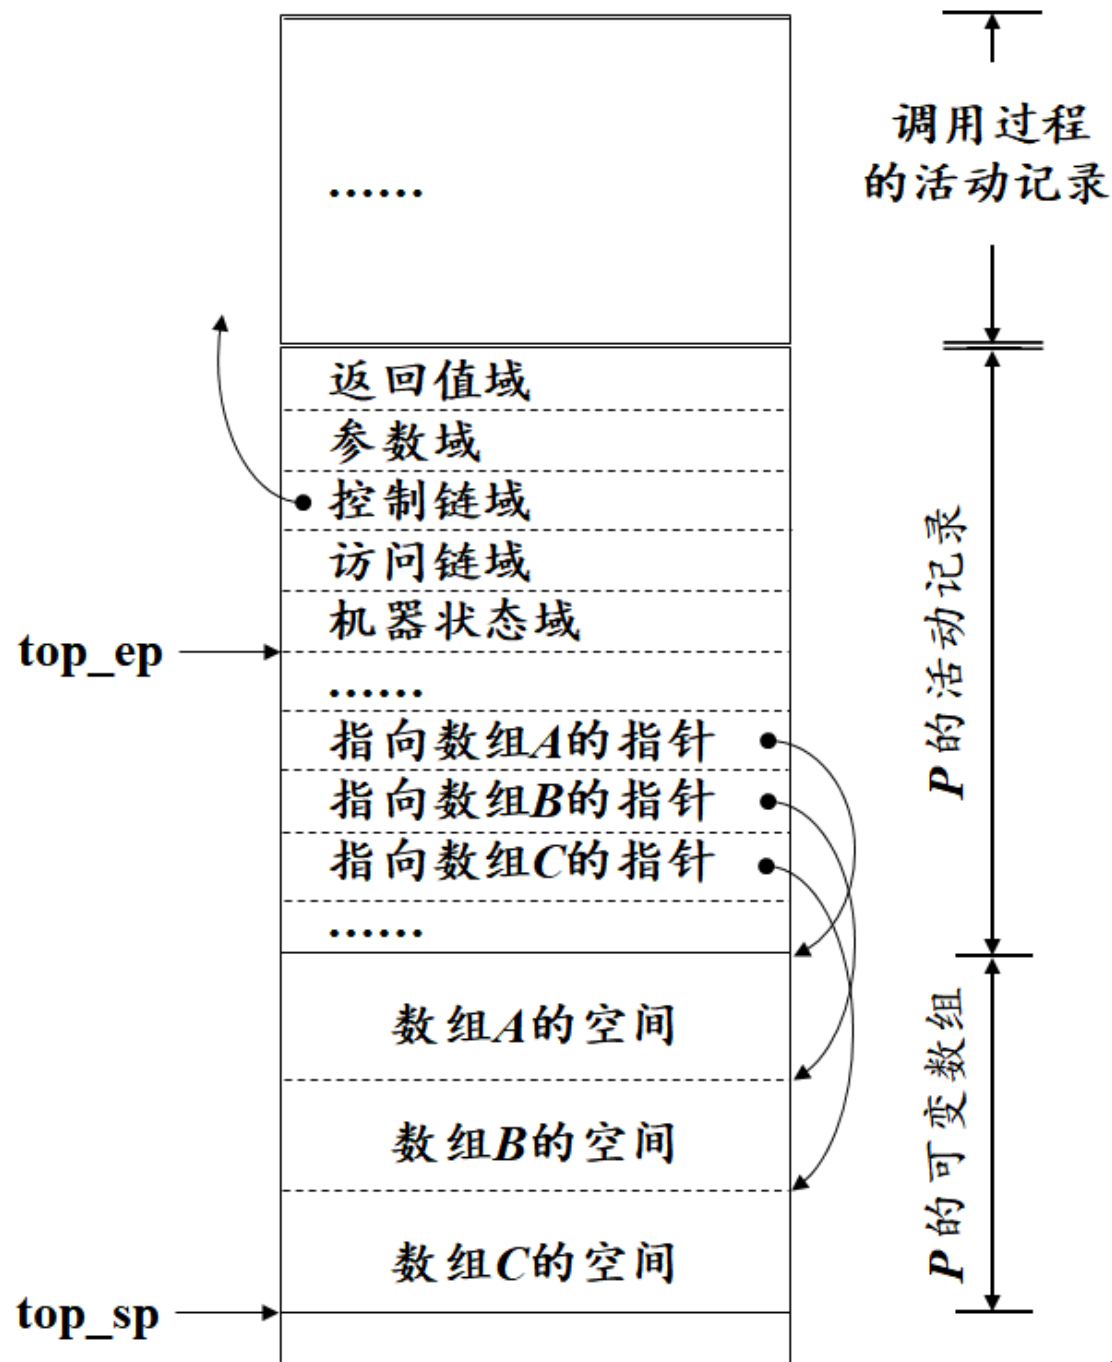 ······
调用过程
的活动记录
返回值域
参数域
控制链域
访问链域
机器状态域
top_ep
······
指向数组A的指针
指向数组B的指针
指向数组C的指针
······
P的活动记录
数组A的空间
数组B的空间
数组C的空间
P的可变数组
top_sp